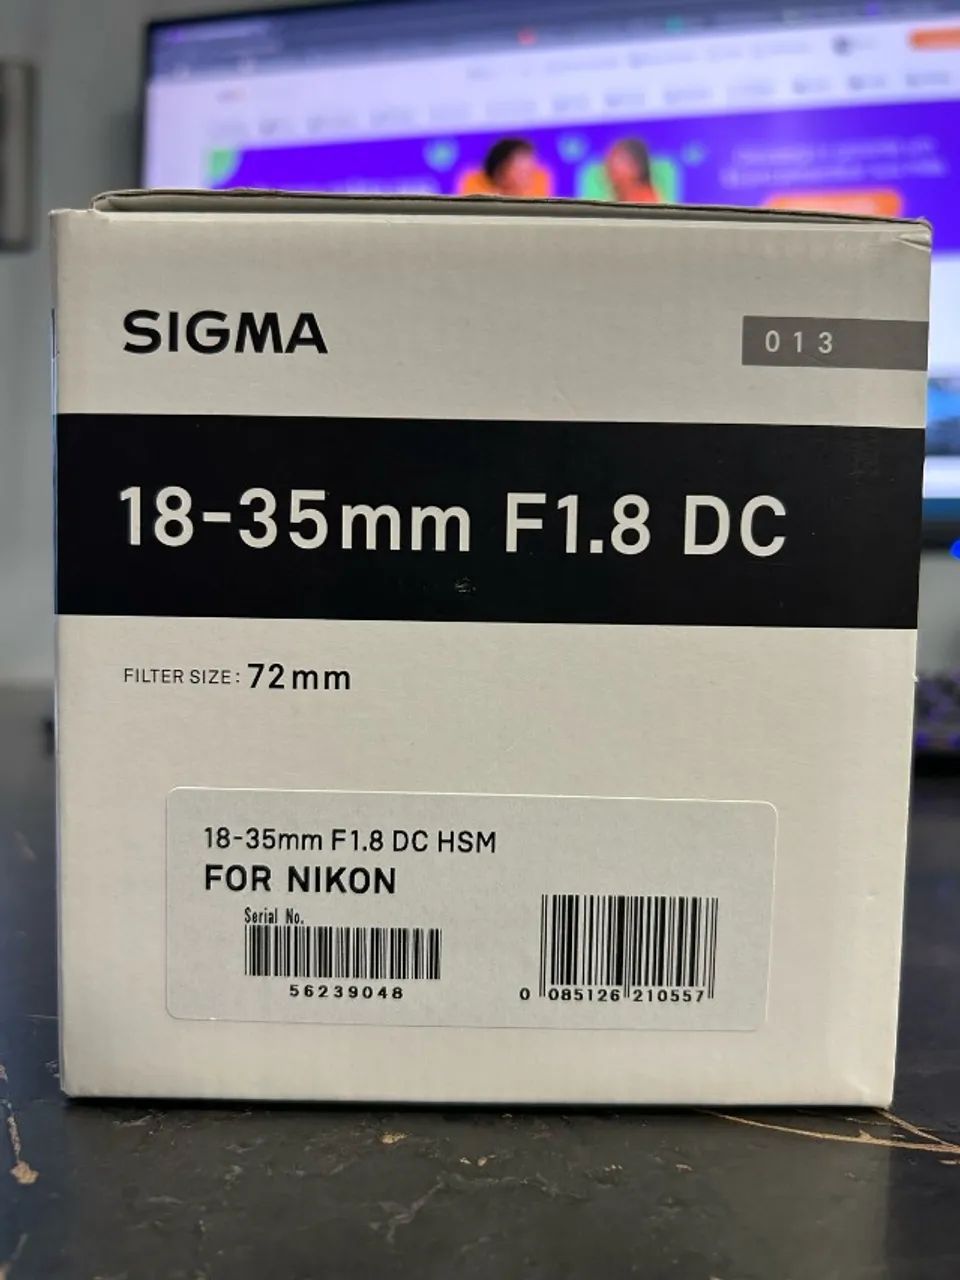 SIGMA
013
18-35mm F1.8 DC
FILTER SIZE: 72mm
18-35mm F1.8 DC HSM
FOR NIKON
Serial No.
56239048
0 085126 210557